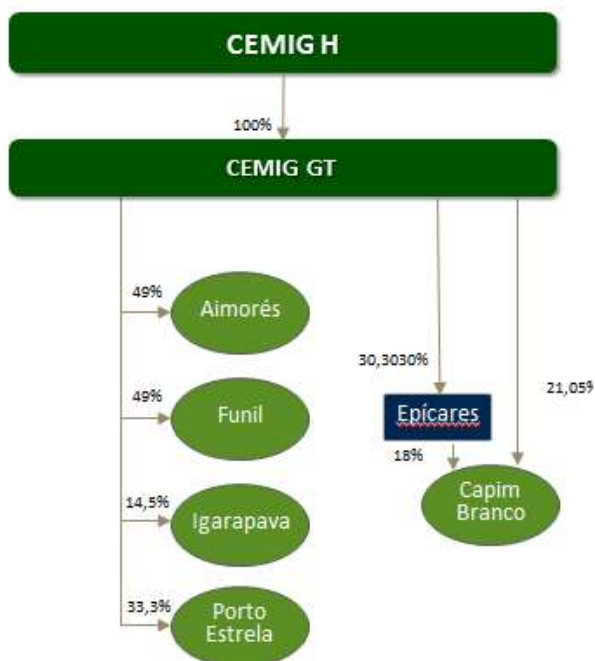 CEMIG H
100%
CEMIG GT
49%
Aimorés
49%
Funil
30,3030%
21,05%
Epícares
18%
14,5%
Igarapava
Capim
Branco
33,3%
Porto
Estrela